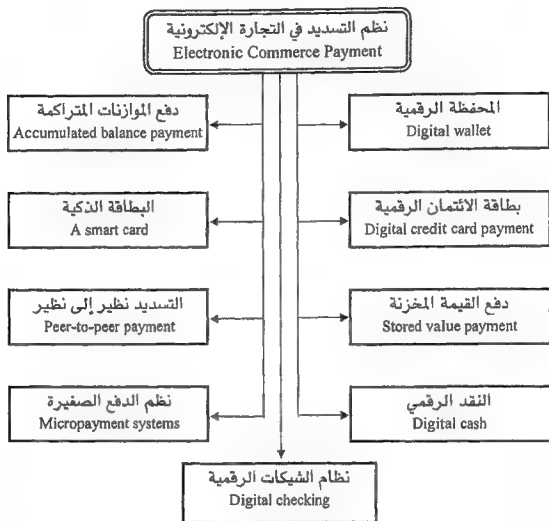 نظم التسديد في التجارة الإلكترونية
Electronic Commerce Payment
المحفظة الرقمية
Digital wallet
دفع الموازنات المتراكمة
Accumulated balance payment
بطاقة الائتمان الرقمية
Digital credit card payment
البطاقة الذكية
A smart card
دفع القيمة المخزنة
Stored value payment
التسديد نظير إلى نظير
Peer-to-peer payment
النقد الرقمي
Digital cash
نظم الدفع الصغيرة
Micropayment systems
نظام الشيكات الرقمية
Digital checking